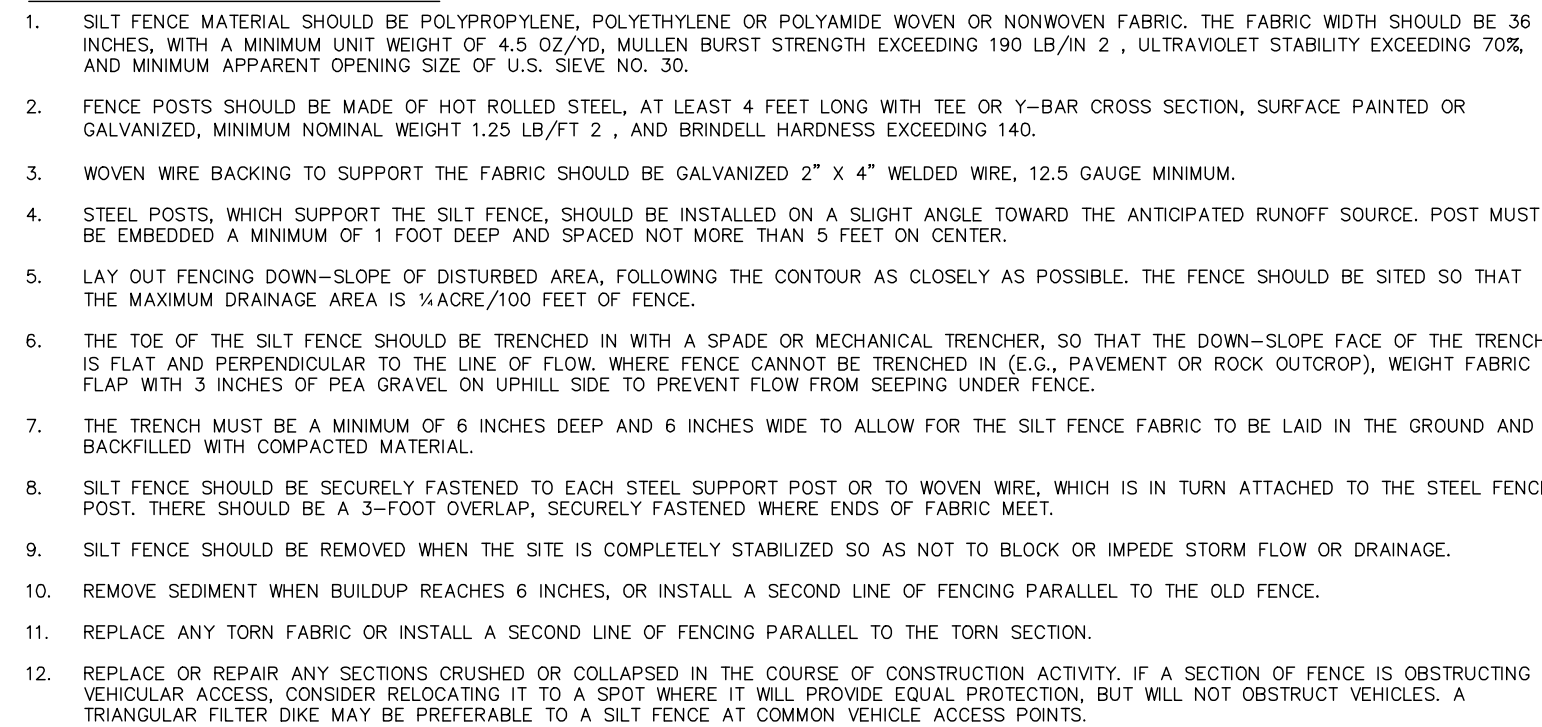 1. SILT FENCE MATERIAL SHOULD BE POLYPROPYLENE, POLYETHYLENE OR POLYAMIDE WOVEN OR NONWOVEN FABRIC. THE FABRIC WIDTH SHOULD BE 36
INCHES, WITH A MINIMUM UNIT WEIGHT OF 4.5 OZ/YD, MULLEN BURST STRENGTH EXCEEDING 190 LB/IN 2 , ULTRAVIOLET STABILITY EXCEEDING 70%,
AND MINIMUM APPARENT OPENING SIZE OF U.S. SIEVE NO. 30.
2. FENCE POSTS SHOULD BE MADE OF HOT ROLLED STEEL, AT LEAST 4 FEET LONG WITH TEE OR Y-BAR CROSS SECTION, SURFACE PAINTED OR
GALVANIZED, MINIMUM NOMINAL WEIGHT 1.25 LB/FT 2 , AND BRINDELL HARDNESS EXCEEDING 140.
3. WOVEN WIRE BACKING TO SUPPORT THE FABRIC SHOULD BE GALVANIZED 2” X 4” WELDED WIRE, 12.5 GAUGE MINIMUM.
4. STEEL POSTS, WHICH SUPPORT THE SILT FENCE, SHOULD BE INSTALLED ON A SLIGHT ANGLE TOWARD THE ANTICIPATED RUNOFF SOURCE. POST MUST
BE EMBEDDED A MINIMUM OF 1 FOOT DEEP AND SPACED NOT MORE THAN 5 FEET ON CENTER.
5. LAY OUT FENCING DOWN-SLOPE OF DISTURBED AREA, FOLLOWING THE CONTOUR AS CLOSELY AS POSSIBLE. THE FENCE SHOULD BE SITED SO THAT
THE MAXIMUM DRAINAGE AREA IS ¼ ACRE/100 FEET OF FENCE.
6. THE TOE OF THE SILT FENCE SHOULD BE TRENCHED IN WITH A SPADE OR MECHANICAL TRENCHER, SO THAT THE DOWN-SLOPE FACE OF THE TRENCH
IS FLAT AND PERPENDICULAR TO THE LINE OF FLOW. WHERE FENCE CANNOT BE TRENCHED IN (E.G., PAVEMENT OR ROCK OUTCROP), WEIGHT FABRIC
FLAP WITH 3 INCHES OF PEA GRAVEL ON UPHILL SIDE TO PREVENT FLOW FROM SEEPING UNDER FENCE.
7. THE TRENCH MUST BE A MINIMUM OF 6 INCHES DEEP AND 6 INCHES WIDE TO ALLOW FOR THE SILT FENCE FABRIC TO BE LAID IN THE GROUND AND
BACKFILLED WITH COMPACTED MATERIAL.
8. SILT FENCE SHOULD BE SECURELY FASTENED TO EACH STEEL SUPPORT POST OR TO WOVEN WIRE, WHICH IS IN TURN ATTACHED TO THE STEEL FENC
POST. THERE SHOULD BE A 3-FOOT OVERLAP, SECURELY FASTENED WHERE ENDS OF FABRIC MEET.
9. SILT FENCE SHOULD BE REMOVED WHEN THE SITE IS COMPLETELY STABILIZED SO AS NOT TO BLOCK OR IMPEDE STORM FLOW OR DRAINAGE.
10. REMOVE SEDIMENT WHEN BUILDUP REACHES 6 INCHES, OR INSTALL A SECOND LINE OF FENCING PARALLEL TO THE OLD FENCE.
11. REPLACE ANY TORN FABRIC OR INSTALL A SECOND LINE OF FENCING PARALLEL TO THE TORN SECTION.
12. REPLACE OR REPAIR ANY SECTIONS CRUSHED OR COLLAPSED IN THE COURSE OF CONSTRUCTION ACTIVITY. IF A SECTION OF FENCE IS OBSTRUCTING
VEHICULAR ACCESS, CONSIDER RELOCATING IT TO A SPOT WHERE IT WILL PROVIDE EQUAL PROTECTION, BUT WILL NOT OBSTRUCT VEHICLES. A
TRIANGULAR FILTER DIKE MAY BE PREFERABLE TO A SILT FENCE AT COMMON VEHICLE ACCESS POINTS.